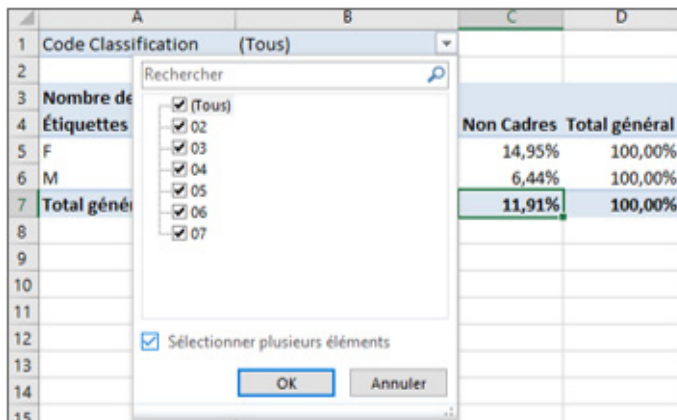 A B C D
1 Code Classification (Tous)
2
Rechercher
3 Nombre de
(Tous)
4 Étiquettes Non Cadres Total général
02
5 F 14,95% 100,00%
03
04
6 M 6,44% 100,00%
05
7 Total géné 11,91% 100,00%
06
8
07
9
10
11
12
Sélectionner plusieurs éléments
13
OK Annuler
14
15